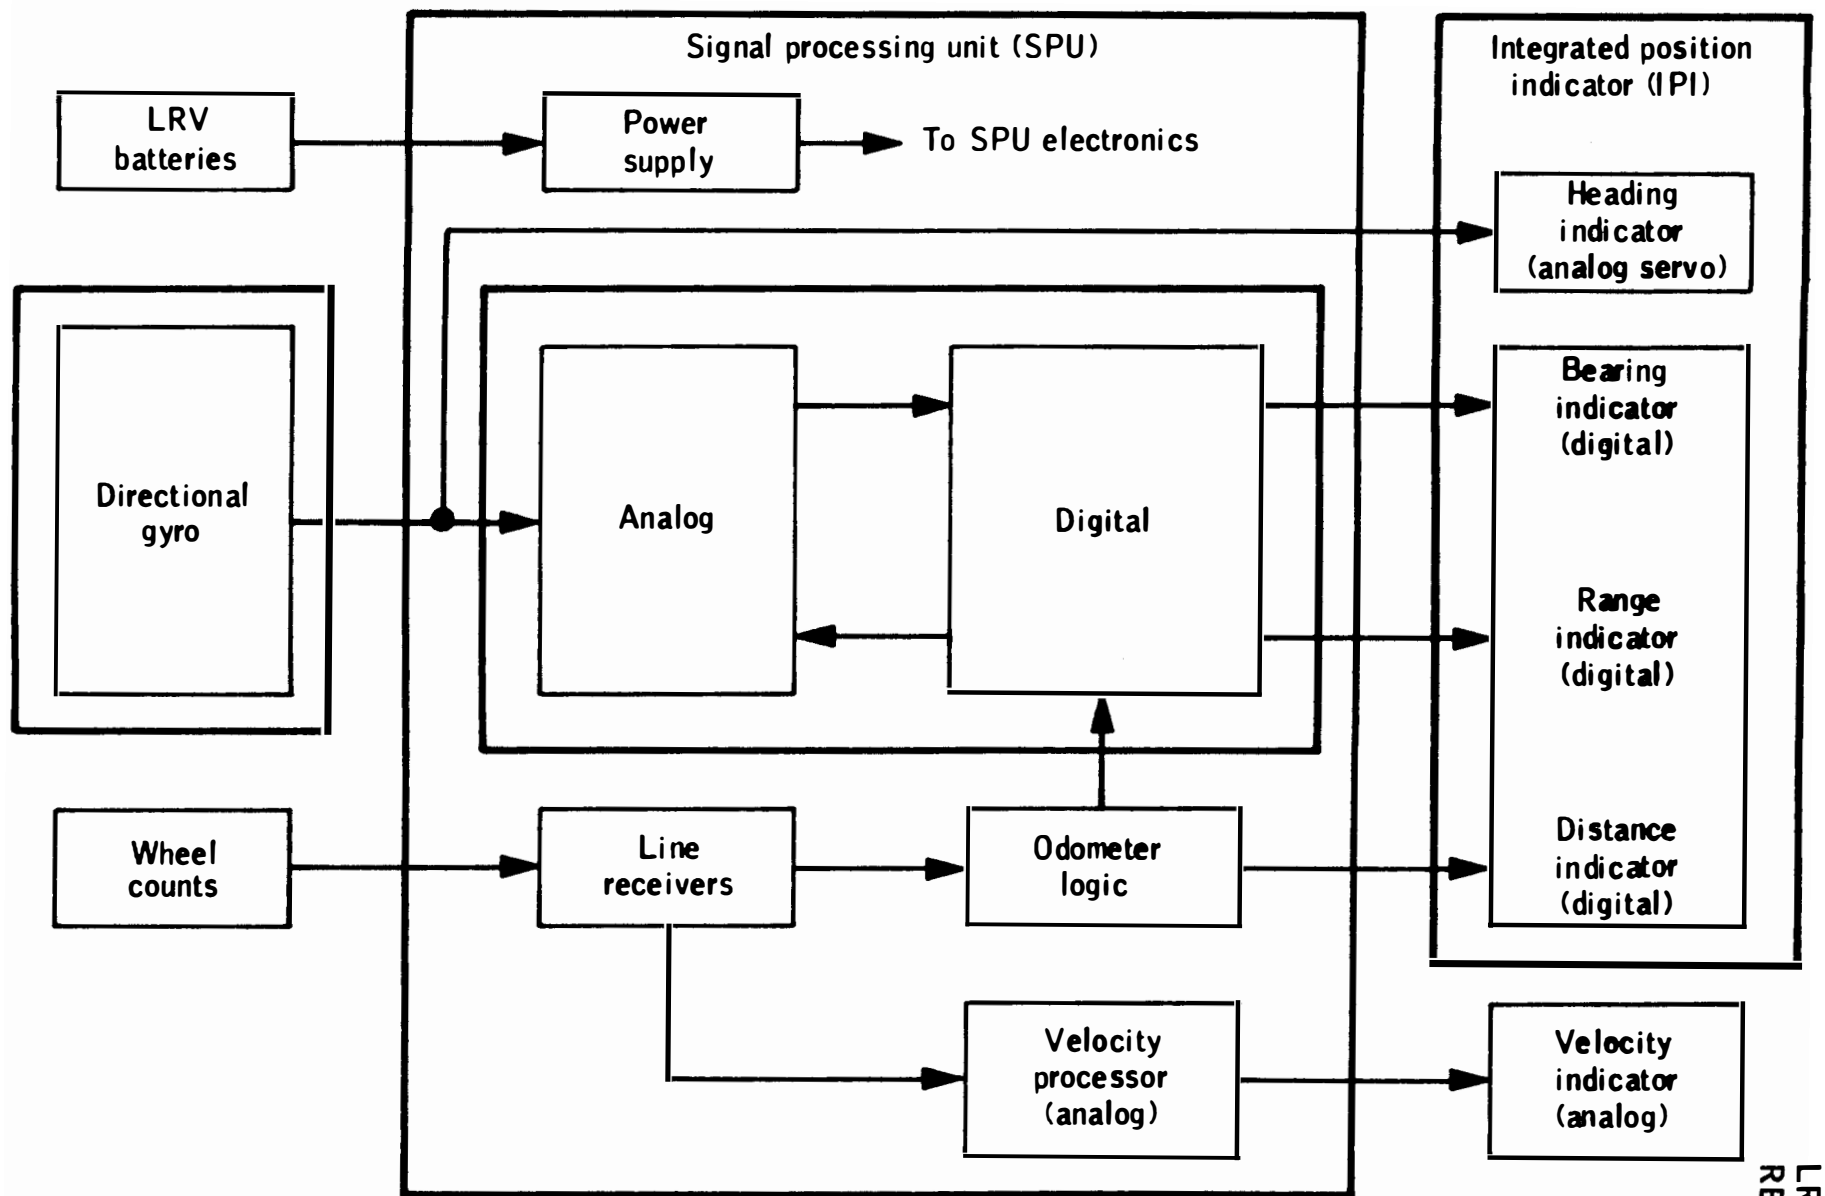 Signal processing unit (SPU)
Integrated position
indicator (IPI)
LRV
batteries
Power
supply
To SPU electronics
Heading
indicator
(analog servo)
Directional
gyro
Analog
Digital
Bearing
indicator
(digital)
Range
indicator
(digital)
Distance
indicator
(digital)
Wheel
counts
Line
receivers
Odometer
logic
Velocity
processor
(analog)
Velocity
indicator
(analog)